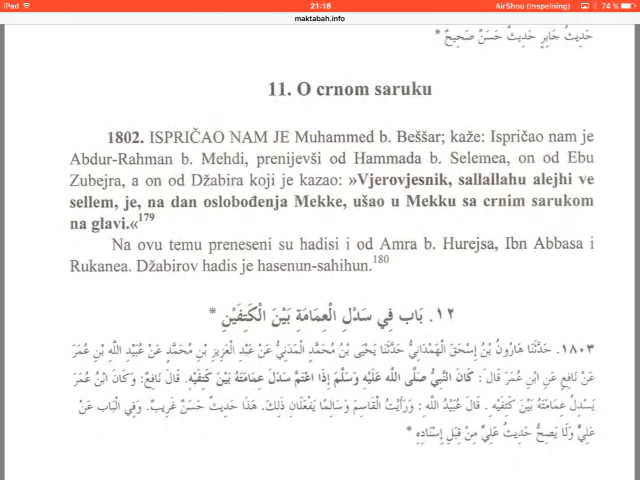 iPad
21:18
AirShou (Inspelning)
74 %
maktabah.info
حَدِيثُ جَابِرٍ حَدِيثٌ حَسَنٌ صَحِيحٌ *
11. O crnom saruku
1802. ISPRIČAO NAM JE Muhammed b. Beššar; kaže: Ispričao nam je
Abdur-Rahman b. Mehdi, prenijevši od Hammada b. Selemea, on od Ebu
Zubejra, a on od Džabira koji je kazao: »Vjerovjesnik, sallallahu alejhi ve
sellem, je, na dan oslobođenja Mekke, ušao u Mekku sa crnim sarukom
na glavi.«179
Na ovu temu preneseni su hadisi i od Amra b. Hurejsa, Ibn Abbasa i
Rukanea. Džabirov hadis je hasenun-sahihun.180
١٢. بَاب فِي سَدْلِ الْعِمَامَةِ بَيْنَ الْكَتِفَيْنِ *
١٨٠٣. حَدَّثَنَا هَارُونُ بْنُ إِسْحَقَ الْهَمْدَانِيُّ حَدَّثَنَا يَحْيَى بْنُ مُحَمَّدٍ الْمَدَنِيُّ عَنْ عَبْدِ الْعَزِيزِ بْنِ مُحَمَّدٍ عَنْ عُبَيْدِ اللَّهِ بْنِ عُمَرَ
عَنْ نَافِعٍ عَنِ ابْنِ عُمَرَ قَالَ : كَانَ النَّبِيُّ صَلَّى اللَّه عَلَيْهِ وَسَلَّمَ إِذَا اعْتَمَّ سَدَلَ عِمَامَتَهُ بَيْنَ كَتِفَيْهِ. قَالَ نَافِعٌ: وَكَانَ ابْنُ عُمَرَ
يَسْدِلُ عِمَامَتَهُ بَيْنَ كَتِفَيْهِ . قَالَ عُبَيْدُ اللَّهِ : وَرَأَيْتُ الْقَاسِمَ وَسَالِمًا يَفْعَلَانِ ذَلِكَ. هَذَا حَدِيثٌ حَسَنٌ غَرِيبٌ. وَفِي الْبَاب عَنْ
عَلِيٍّ وَلَا يَصِحُّ حَدِيثُ عَلِيٍّ مِنْ قِبَلِ إِسْنَادِهِ *